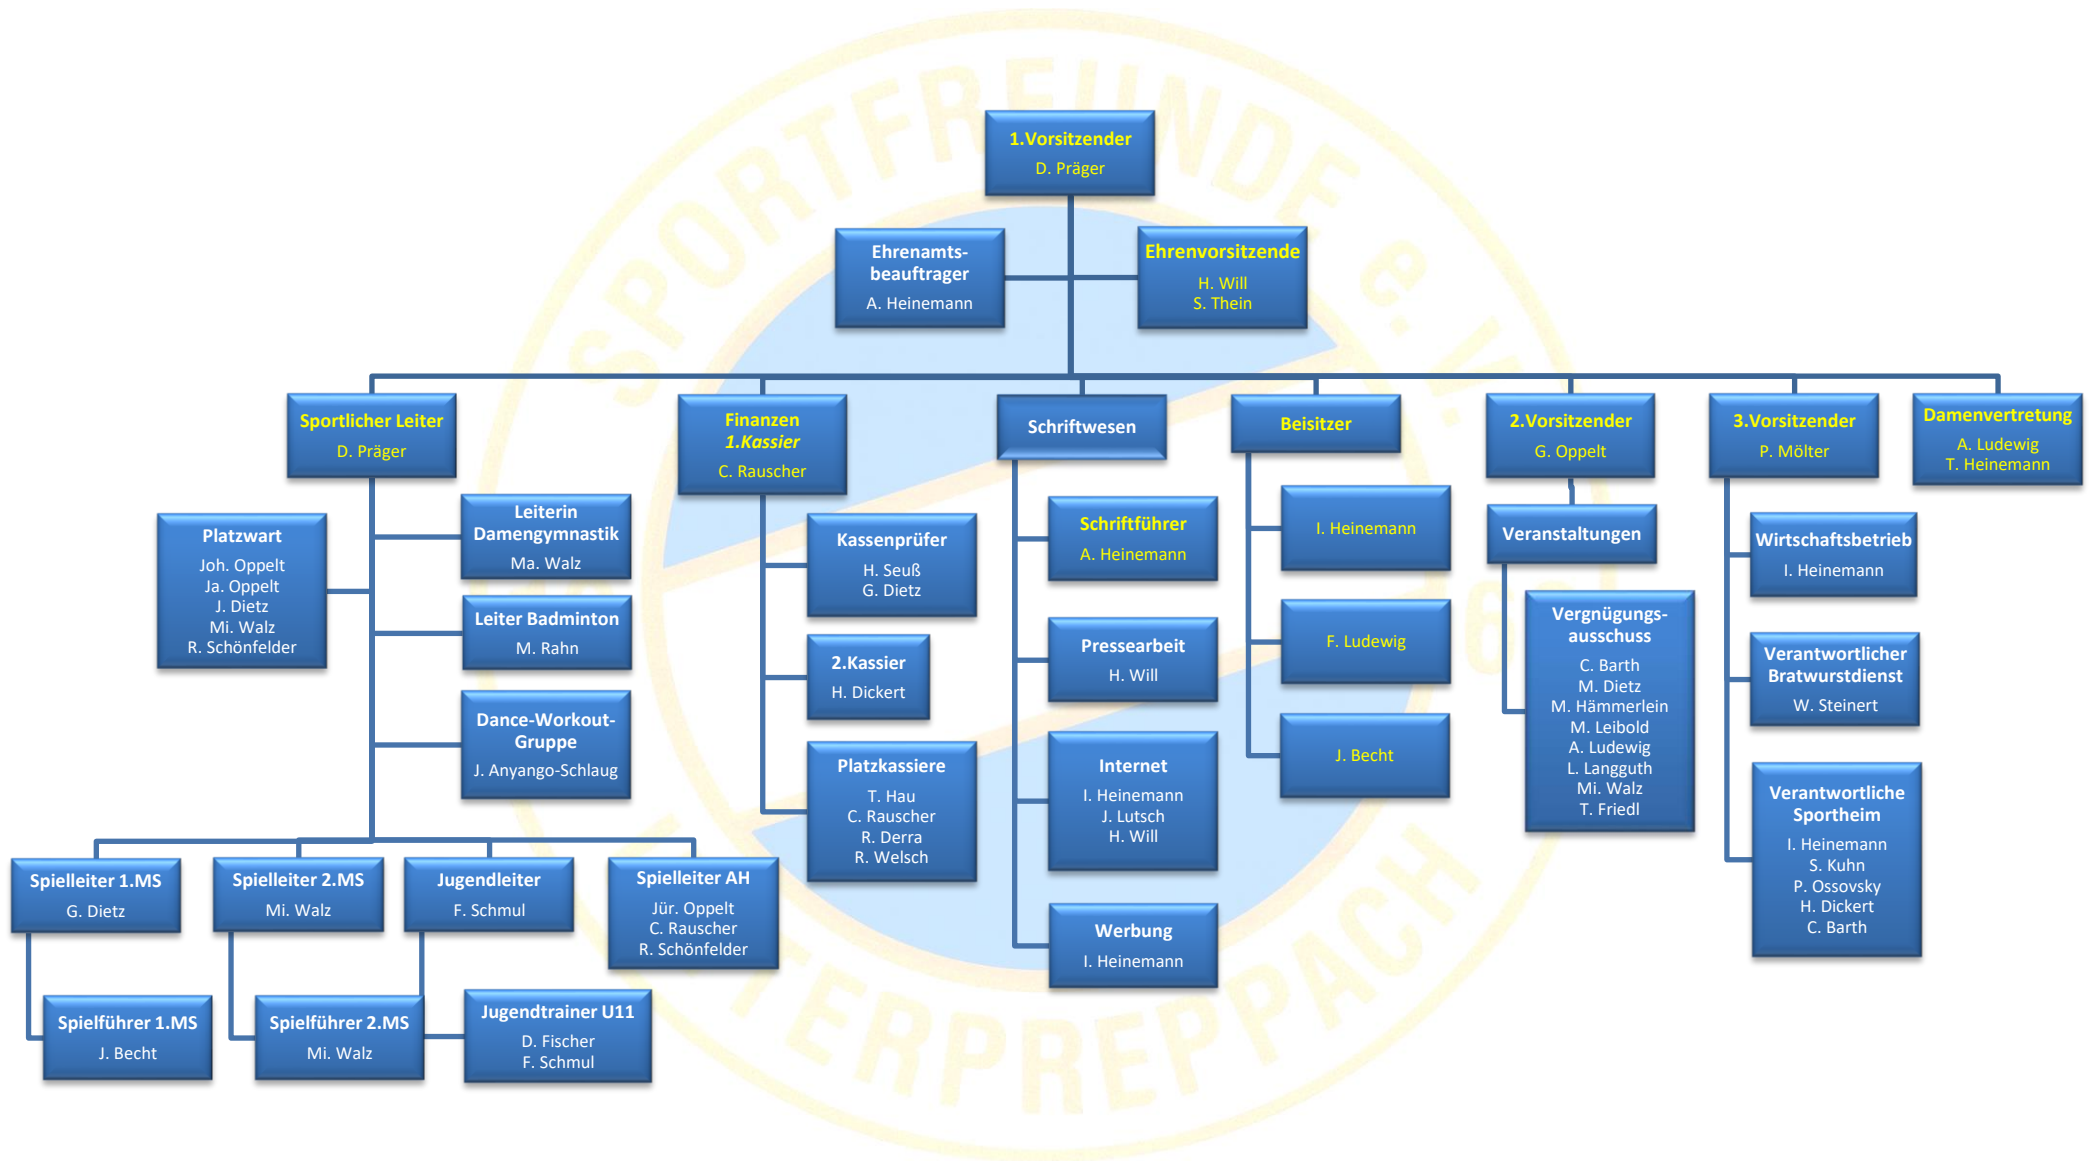 SPORTFREUNDE e. V.
1.Vorsitzender
D. Präger
Ehrenamts-
beauftrager
A. Heinemann
Ehrenvorsitzende
H. Will
S. Thein
Sportlicher Leiter
D. Präger
Finanzen
1.Kassier
C. Rauscher
Schriftwesen
Beisitzer
2.Vorsitzender
G. Oppelt
3.Vorsitzender
P. Mölter
Damenvertretung
A. Ludewig
T. Heinemann
Platzwart
Joh. Oppelt
Ja. Oppelt
J. Dietz
Mi. Walz
R. Schönfelder
Leiterin
Damengymnastik
Ma. Walz
Leiter Badminton
M. Rahn
Dance-Workout-
Gruppe
J. Anyango-Schlaug
Spielleiter 1.MS
G. Dietz
Spielleiter 2.MS
Mi. Walz
Jugendleiter
F. Schmul
Spielleiter AH
Jür. Oppelt
C. Rauscher
R. Schönfelder
Spielführer 1.MS
J. Becht
Spielführer 2.MS
Mi. Walz
Jugendtrainer U11
D. Fischer
F. Schmul
Kassenprüfer
H. Seuß
G. Dietz
2.Kassier
H. Dickert
Platzkassiere
T. Hau
C. Rauscher
R. Derra
R. Welsch
Schriftführer
A. Heinemann
Pressearbeit
H. Will
Internet
I. Heinemann
J. Lutsch
H. Will
Werbung
I. Heinemann
I. Heinemann
F. Ludewig
J. Becht
Veranstaltungen
Vergnügungs-
ausschuss
C. Barth
M. Dietz
M. Hämmerlein
M. Leibold
A. Ludewig
L. Langguth
Mi. Walz
T. Friedl
Wirtschaftsbetrieb
I. Heinemann
Verantwortlicher
Bratwurstdienst
W. Steinert
Verantwortliche
Sportheim
I. Heinemann
S. Kuhn
P. Ossovsky
H. Dickert
C. Barth